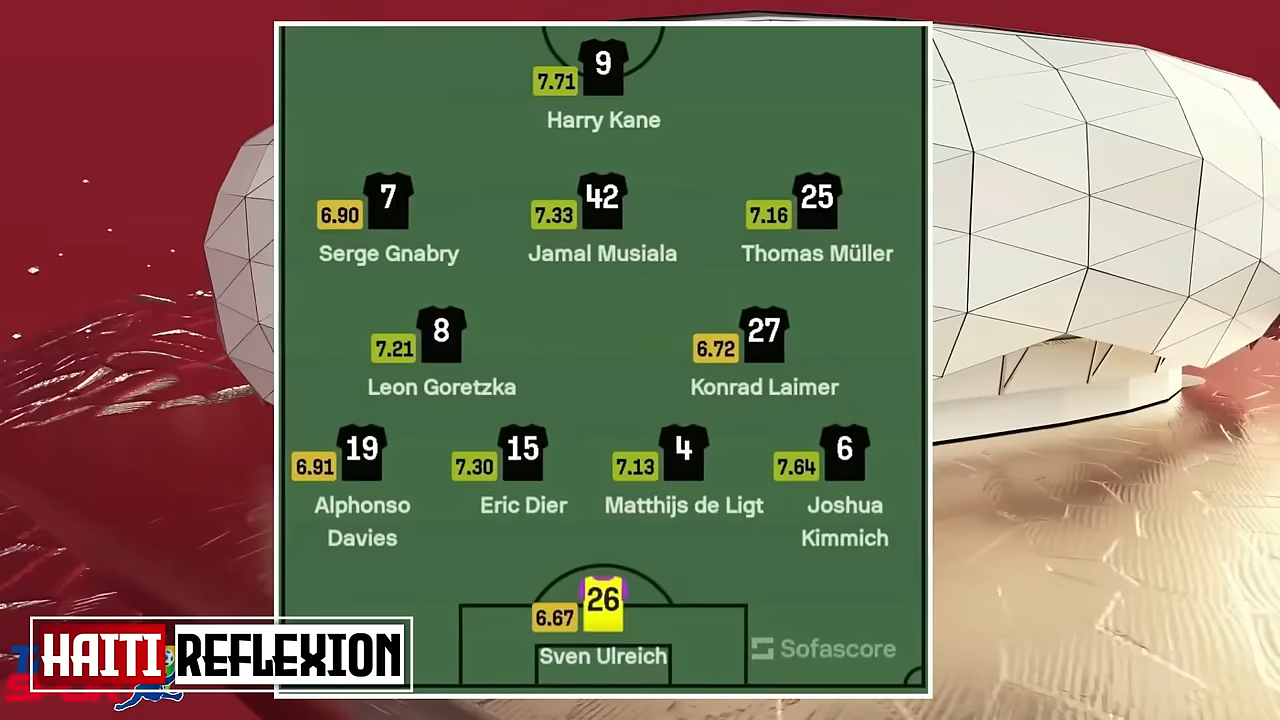 9
7.71
Harry Kane
7
42
25
6.90
7.33
7.16
Serge Gnabry
Jamal Musiala
Thomas Müller
8
27
7.21
6.72
Leon Goretzka
Konrad Laimer
19
15
4
6
6.91
7.30
7.13
7.64
Alphonso
Davies
Eric Dier
Matthijs de Ligt
Joshua
Kimmich
26
6.67
Sven Ulreich
Sofascore
HAITI REFLEXION